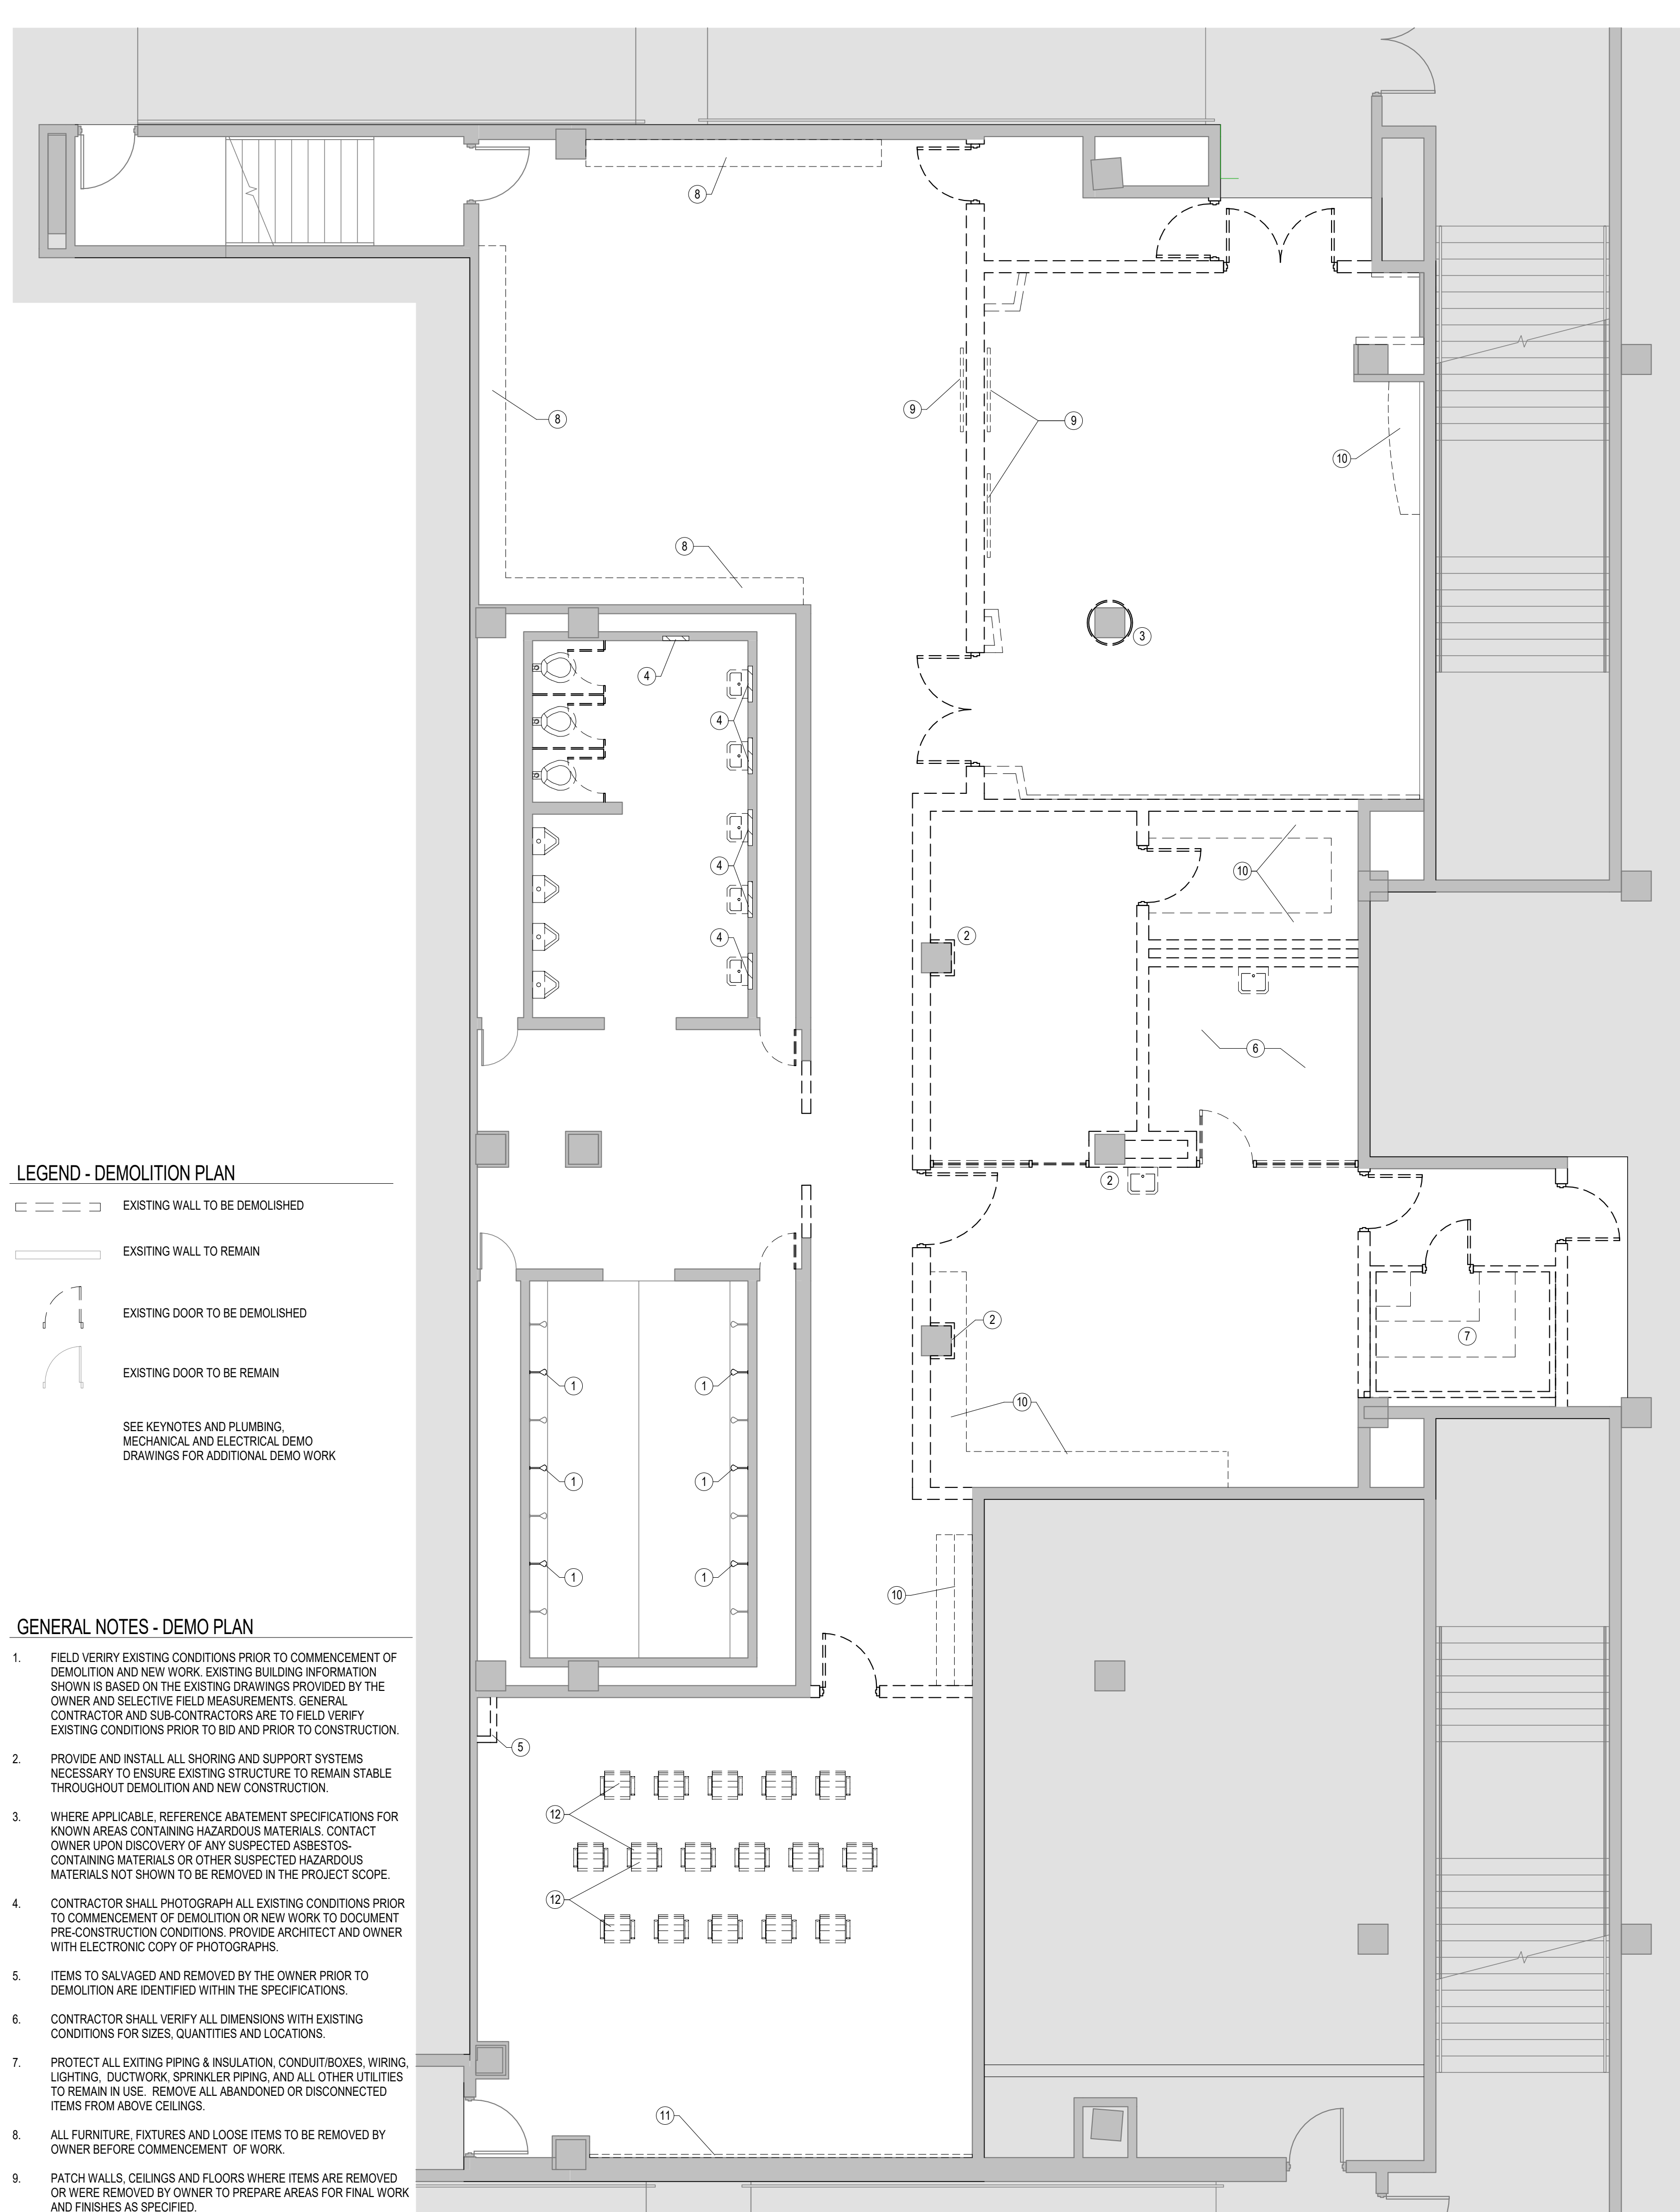 8
8
9
9
10
8
3
4
4
10
4
2
4
6
LEGEND - DEMOLITION PLAN
2
EXISTING WALL TO BE DEMOLISHED
EXSITING WALL TO REMAIN
EXISTING DOOR TO BE DEMOLISHED
2
7
EXISTING DOOR TO BE REMAIN
1
1
10
SEE KEYNOTES AND PLUMBING,
MECHANICAL AND ELECTRICAL DEMO
DRAWINGS FOR ADDITIONAL DEMO WORK
1
1
1
1
10
GENERAL NOTES - DEMO PLAN
1. FIELD VERIRY EXISTING CONDITIONS PRIOR TO COMMENCEMENT OF
DEMOLITION AND NEW WORK. EXISTING BUILDING INFORMATION
SHOWN IS BASED ON THE EXISTING DRAWINGS PROVIDED BY THE
OWNER AND SELECTIVE FIELD MEASUREMENTS. GENERAL
CONTRACTOR AND SUB-CONTRACTORS ARE TO FIELD VERIFY
EXISTING CONDITIONS PRIOR TO BID AND PRIOR TO CONSTRUCTION.
5
2. PROVIDE AND INSTALL ALL SHORING AND SUPPORT SYSTEMS
NECESSARY TO ENSURE EXISTING STRUCTURE TO REMAIN STABLE
THROUGHOUT DEMOLITION AND NEW CONSTRUCTION.
12
3. WHERE APPLICABLE, REFERENCE ABATEMENT SPECIFICATIONS FOR
KNOWN AREAS CONTAINING HAZARDOUS MATERIALS. CONTACT
OWNER UPON DISCOVERY OF ANY SUSPECTED ASBESTOS-
CONTAINING MATERIALS OR OTHER SUSPECTED HAZARDOUS
MATERIALS NOT SHOWN TO BE REMOVED IN THE PROJECT SCOPE.
12
4. CONTRACTOR SHALL PHOTOGRAPH ALL EXISTING CONDITIONS PRIOR
TO COMMENCEMENT OF DEMOLITION OR NEW WORK TO DOCUMENT
PRE-CONSTRUCTION CONDITIONS. PROVIDE ARCHITECT AND OWNER
WITH ELECTRONIC COPY OF PHOTOGRAPHS.
5. ITEMS TO SALVAGED AND REMOVED BY THE OWNER PRIOR TO
DEMOLITION ARE IDENTIFIED WITHIN THE SPECIFICATIONS.
6. CONTRACTOR SHALL VERIFY ALL DIMENSIONS WITH EXISTING
CONDITIONS FOR SIZES, QUANTITIES AND LOCATIONS.
7. PROTECT ALL EXITING PIPING & INSULATION, CONDUIT/BOXES, WIRING,
LIGHTING, DUCTWORK, SPRINKLER PIPING, AND ALL OTHER UTILITIES
TO REMAIN IN USE. REMOVE ALL ABANDONED OR DISCONNECTED
ITEMS FROM ABOVE CEILINGS.
11
8. ALL FURNITURE, FIXTURES AND LOOSE ITEMS TO BE REMOVED BY
OWNER BEFORE COMMENCEMENT OF WORK.
9. PATCH WALLS, CEILINGS AND FLOORS WHERE ITEMS ARE REMOVED
OR WERE REMOVED BY OWNER TO PREPARE AREAS FOR FINAL WORK
AND FINISHES AS SPECIFIED.